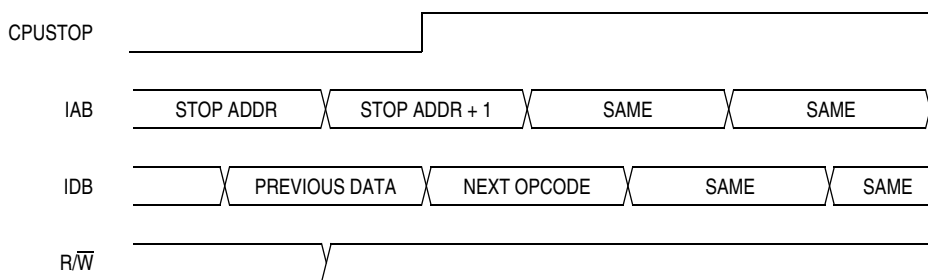 CPUSTOP
IAB STOP ADDR STOP ADDR + 1 SAME SAME
IDB PREVIOUS DATA NEXT OPCODE SAME SAME
R/W̅